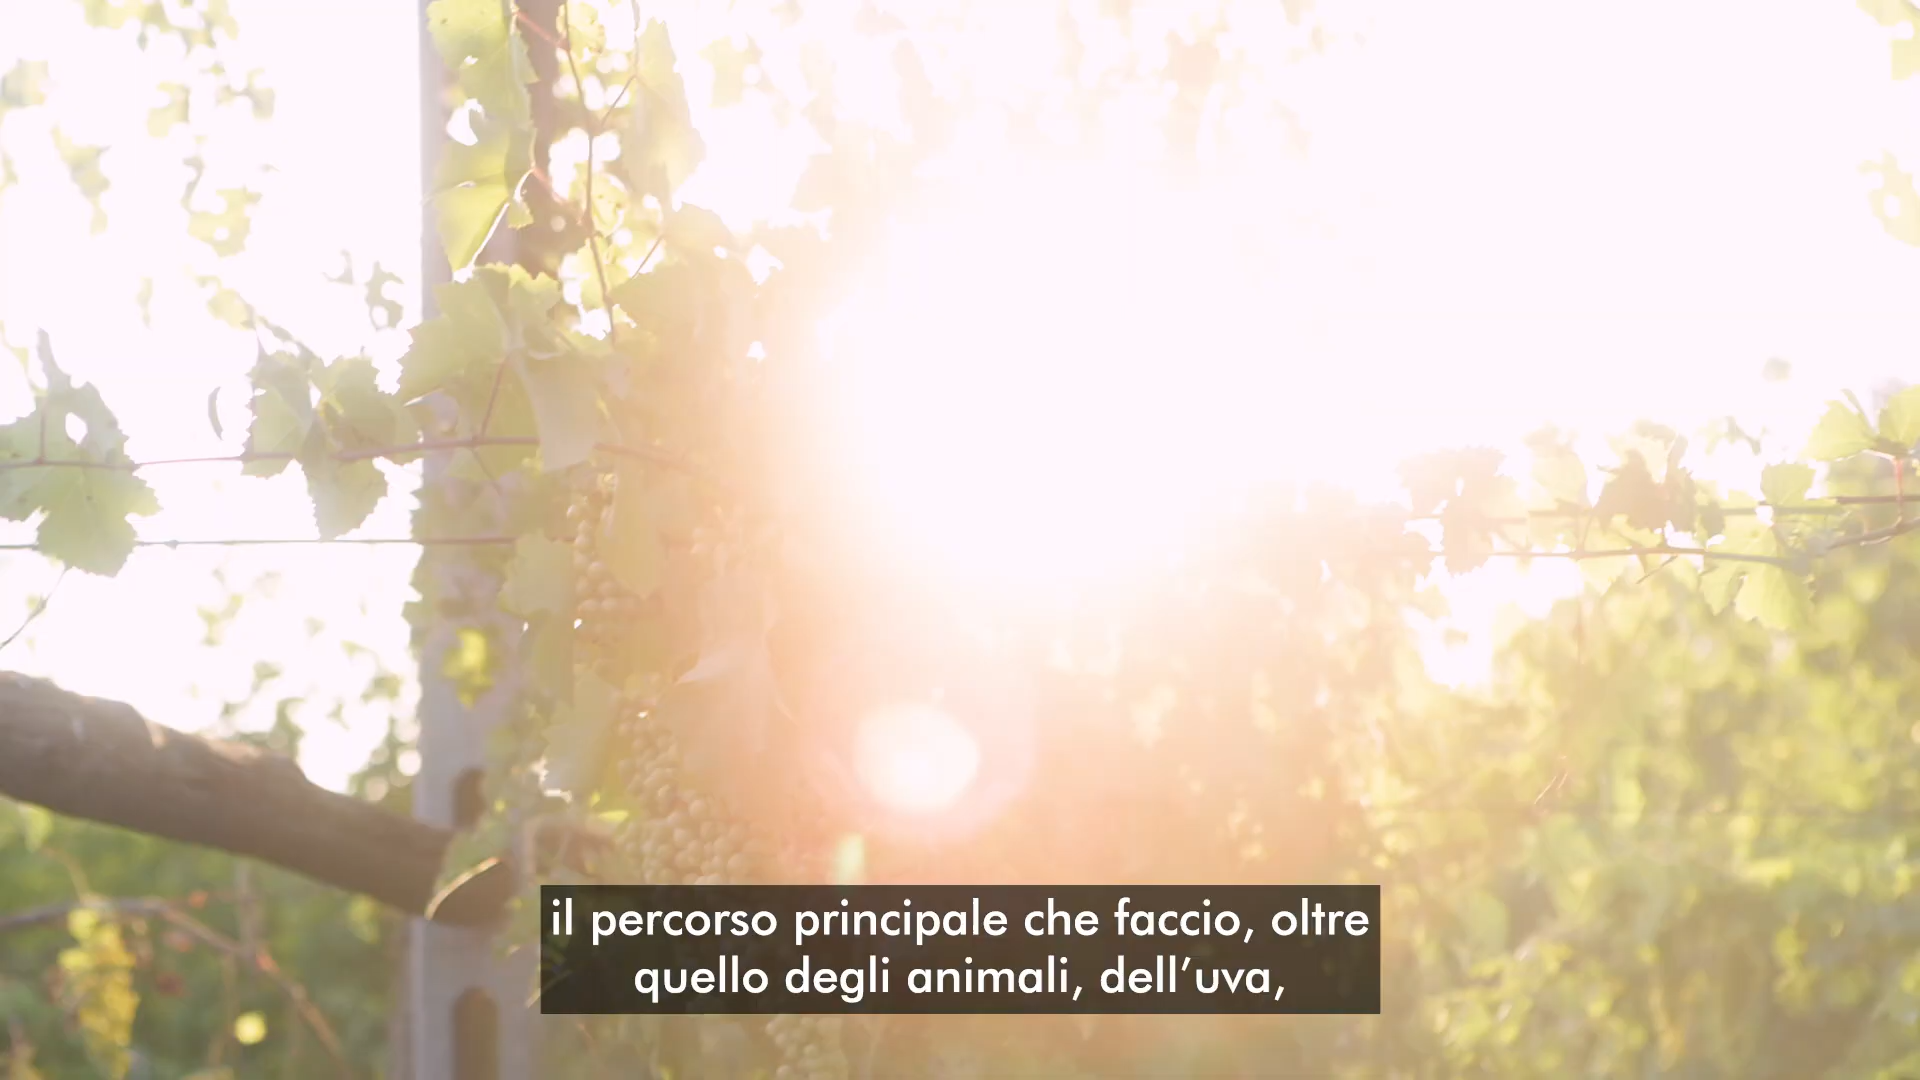 il percorso principale che faccio, oltre
quello degli animali, dell’uva,